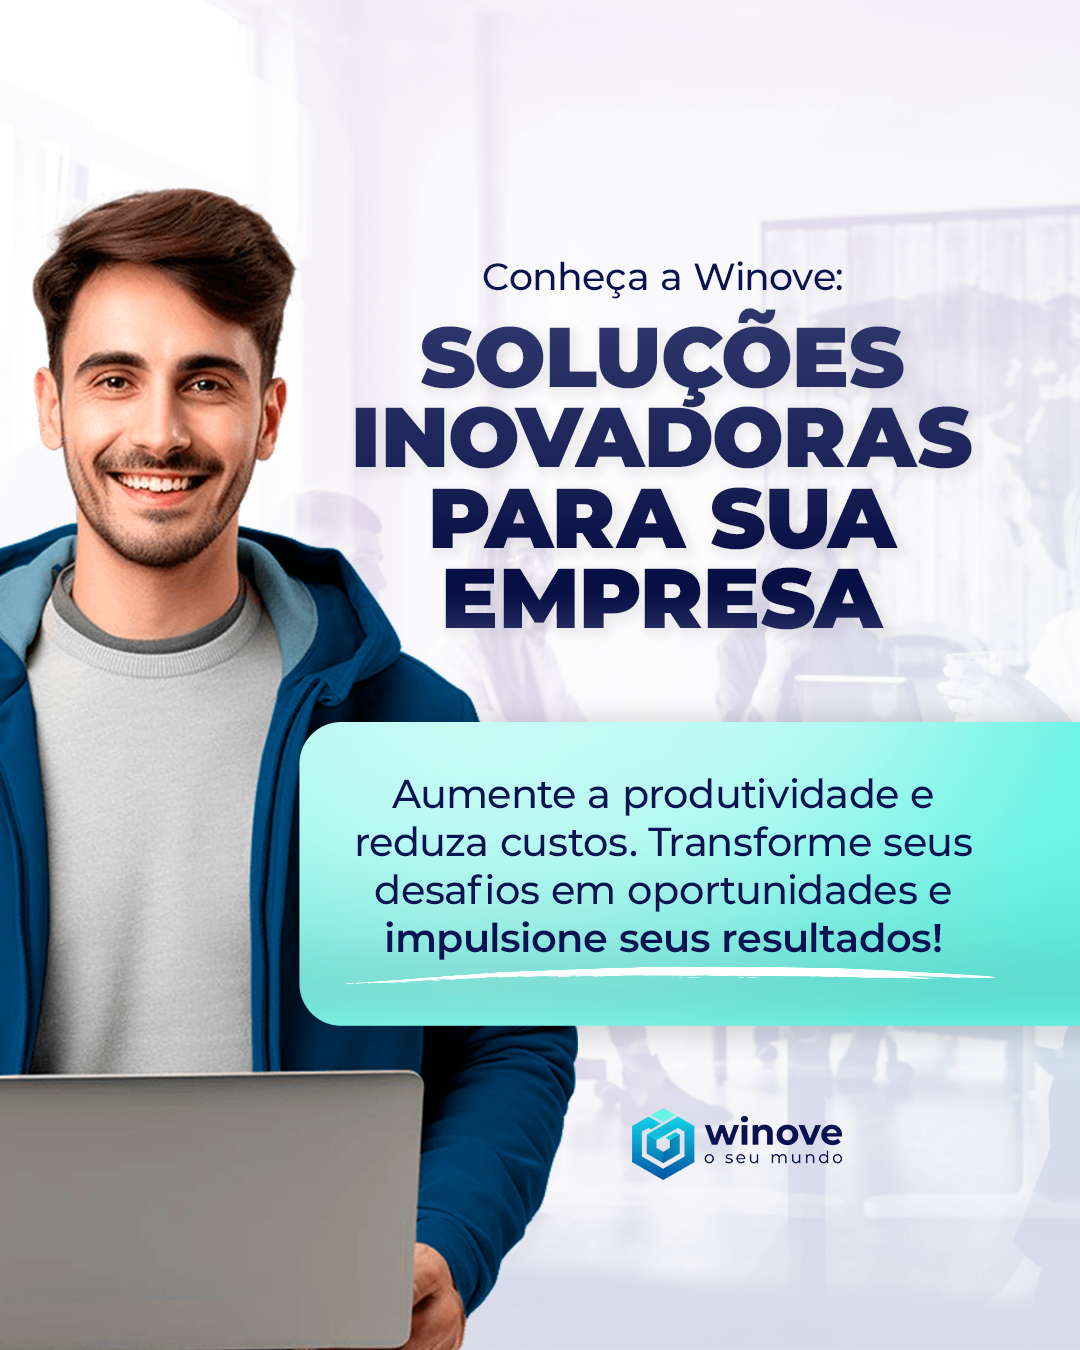 Conheça a Winove:
SOLUÇÕES
INOVADORAS
PARA SUA
EMPRESA
Aumente a produtividade e
reduza custos. Transforme seus
desafios em oportunidades e
impulsione seus resultados!
winove
o seu mundo